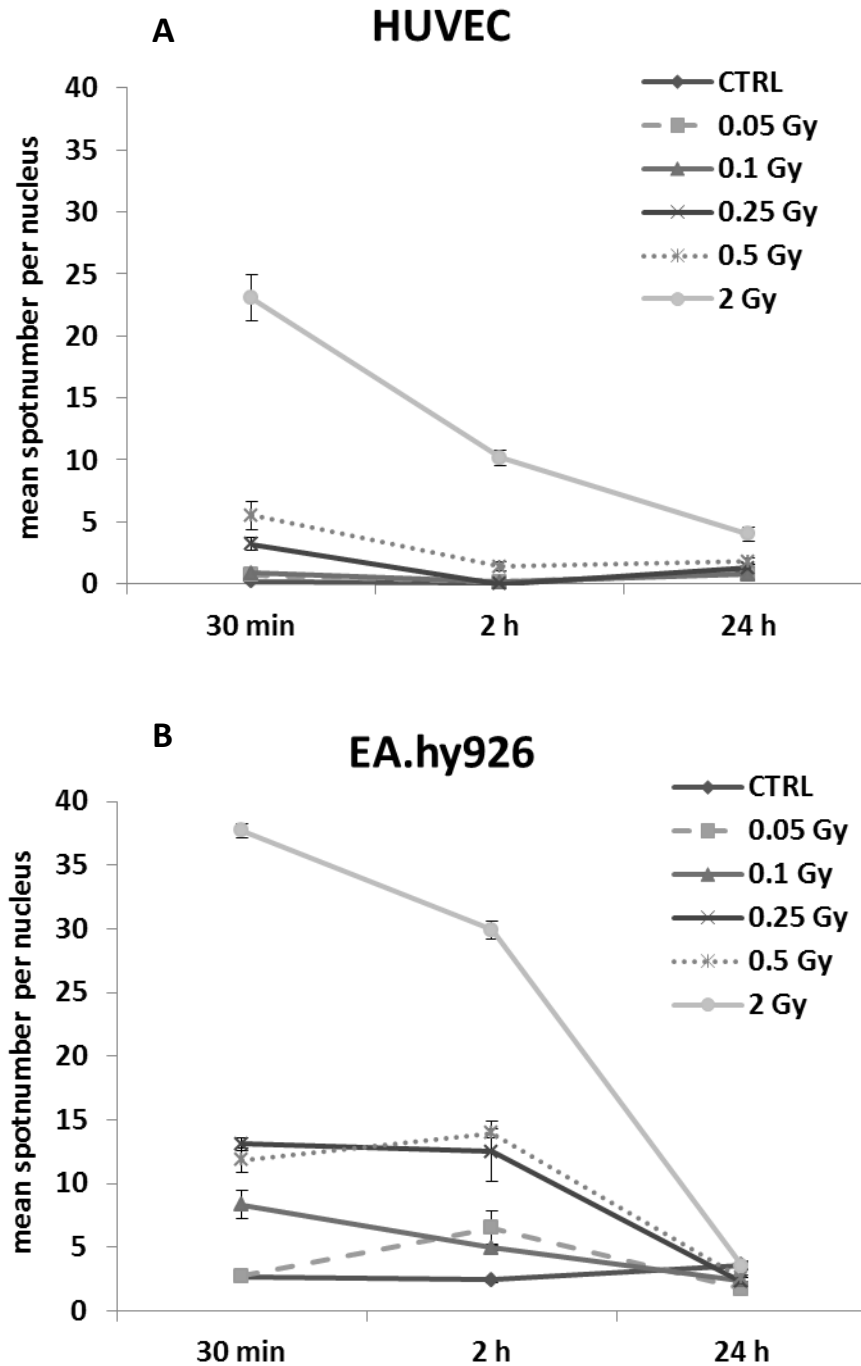 A
HUVEC
mean spotnumber per nucleus
40
35
30
25
20
15
10
5
0
30 min
2 h
24 h
CTRL
0.05 Gy
0.1 Gy
0.25 Gy
0.5 Gy
2 Gy
B
EA.hy926
mean spotnumber per nucleus
40
35
30
25
20
15
10
5
0
30 min
2 h
24 h
CTRL
0.05 Gy
0.1 Gy
0.25 Gy
0.5 Gy
2 Gy